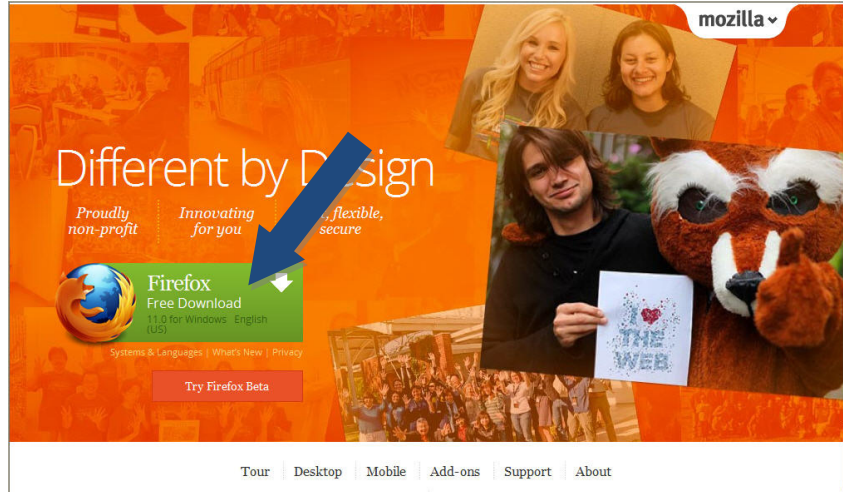 mozilla
Different by Design
Proudly
non-profit
Innovating
for you
flexible,
secure
Firefox
Free Download
11.0 for Windows English
(US)
Systems & Languages | What's New | Privacy
Try Firefox Beta
I
THE
WEB
Tour Desktop Mobile Add-ons Support About